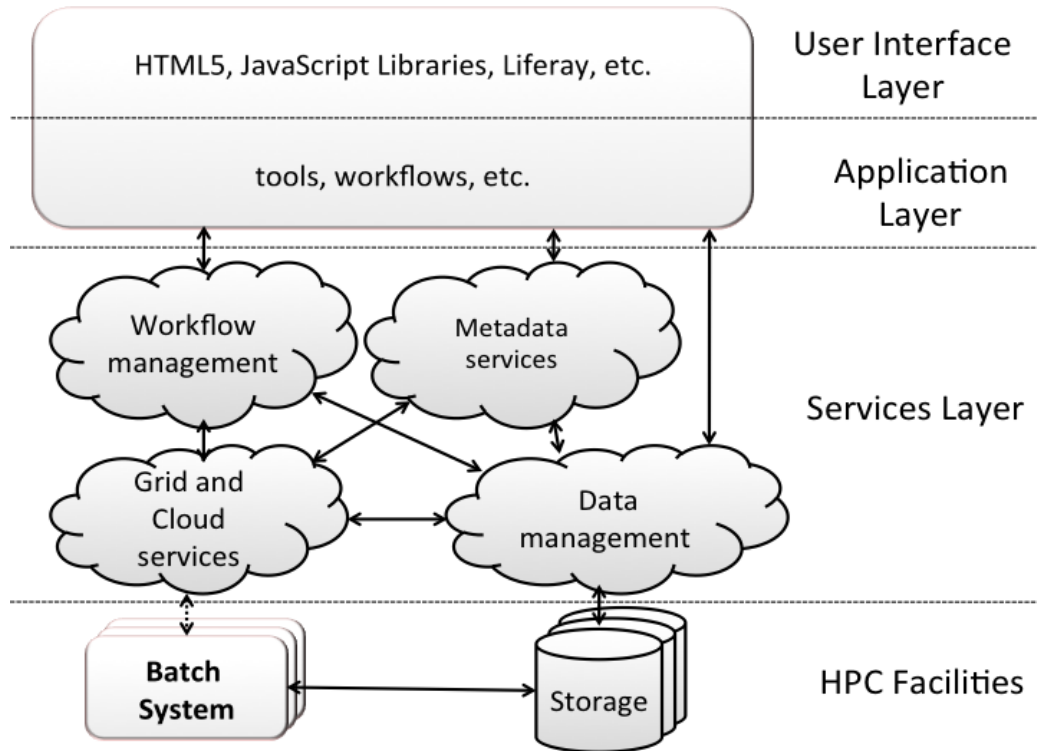 HTML5, JavaScript Libraries, Liferay, etc.
User Interface
Layer
tools, workflows, etc.
Application
Layer
Workflow
management
Metadata
services
Services Layer
Grid and
Cloud
services
Data
management
Batch
System
Storage
HPC Facilities